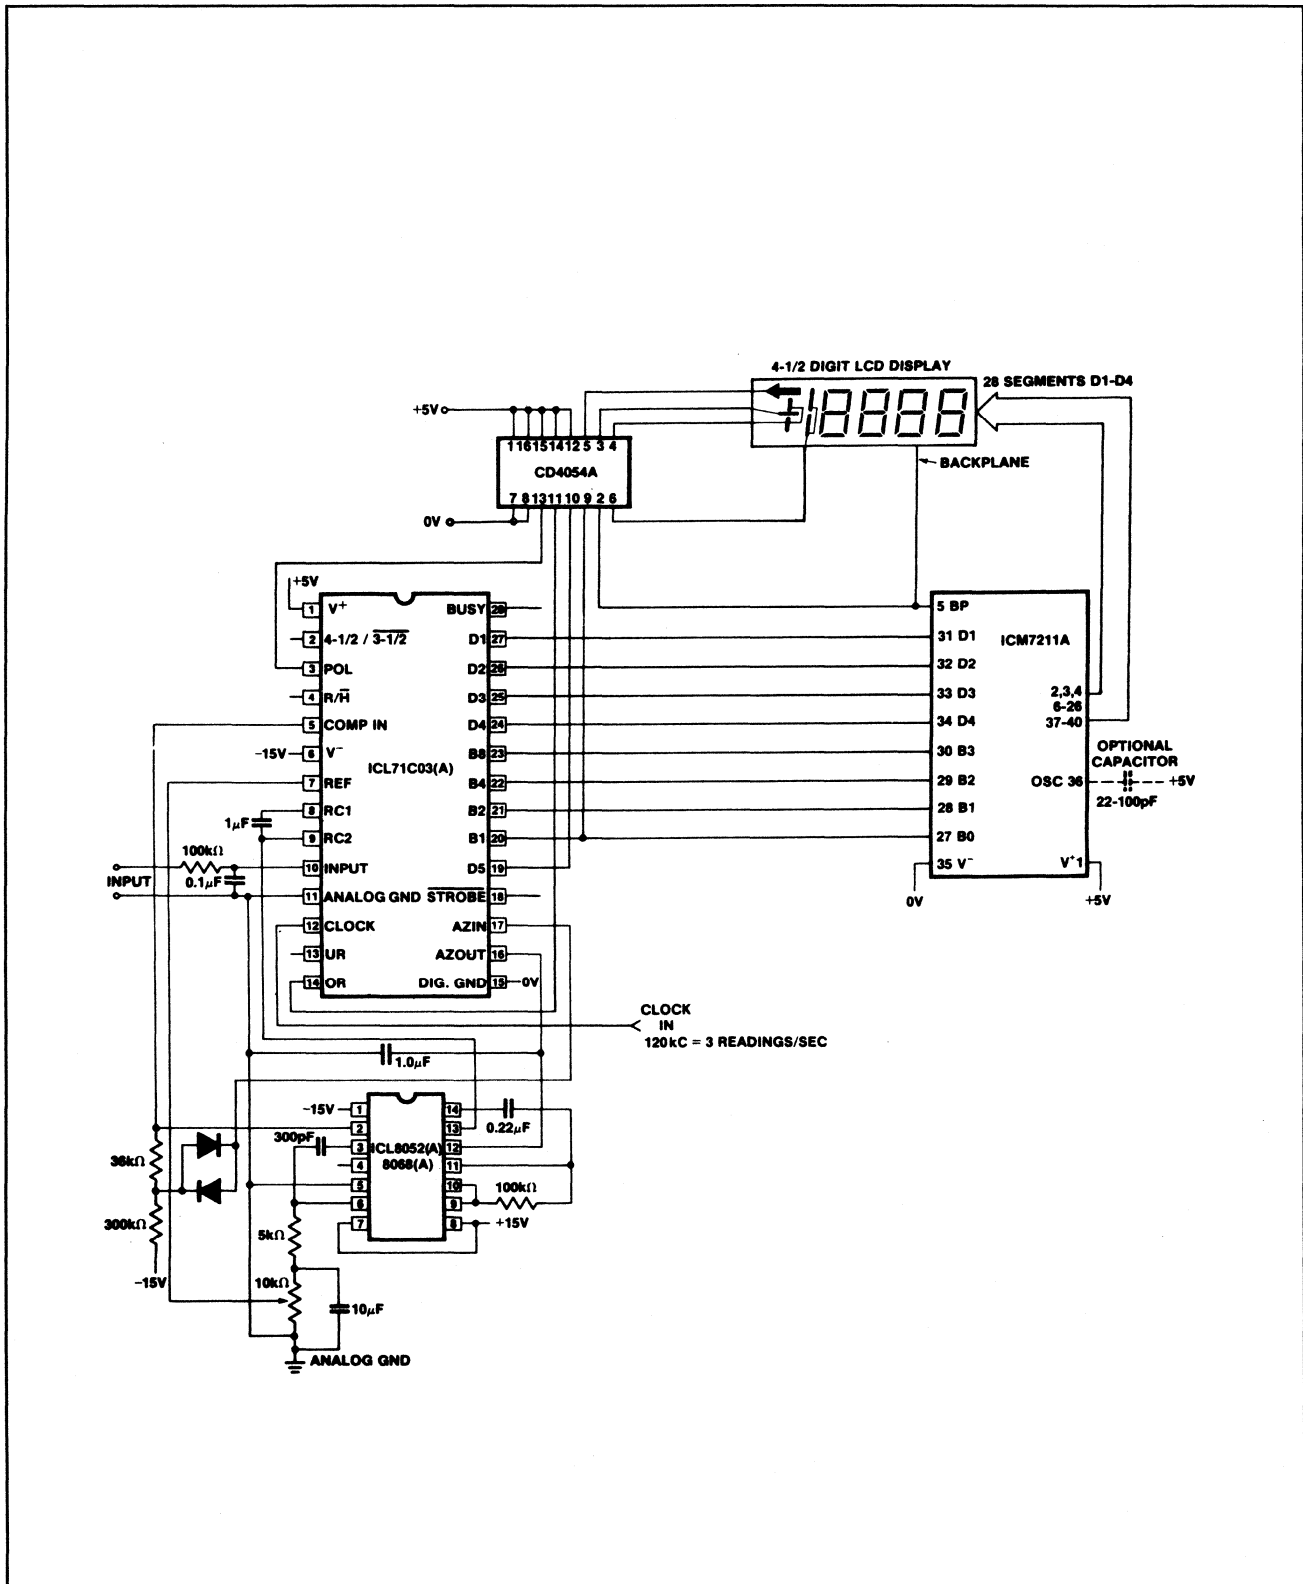 4-1/2 DIGIT LCD DISPLAY
28 SEGMENTS D1-D4
+5V
1 16 15 14 12 5 3 4
CD4054A
7 8 13 11 10 9 2 6
0V
BACKPLANE
+5V
1 V+
2 4-1/2 / 3-1/2
3 POL
4 R/H
5 COMP IN
-15V
6 V-
ICL71C03(A)
7 REF
8 RC1
1µF
9 RC2
100kΩ
10 INPUT
INPUT
0.1µF
11 ANALOG GND
12 CLOCK
13 UR
14 OR
BUSY 28
D1 27
D2 26
D3 25
D4 24
B8 23
B4 22
B2 21
B1 20
D5 19
STROBE 18
AZIN 17
AZOUT 16
DIG. GND 15
0V
5 BP
ICM7211A
31 D1
32 D2
33 D3
34 D4
30 B3
29 B2
28 B1
27 B0
35 V-
0V
2,3,4
6-26
37-40
OPTIONAL
CAPACITOR
OSC 36
+5V
22-100pF
V+1
+5V
CLOCK
IN
120kC = 3 READINGS/SEC
1.0µF
-15V
1
2
3
4
5
6
7
ICL8052(A)
8068(A)
14
13
12
11
10
9
8
0.22µF
300pF
36kΩ
300kΩ
-15V
100kΩ
+15V
5kΩ
10kΩ
10µF
ANALOG GND